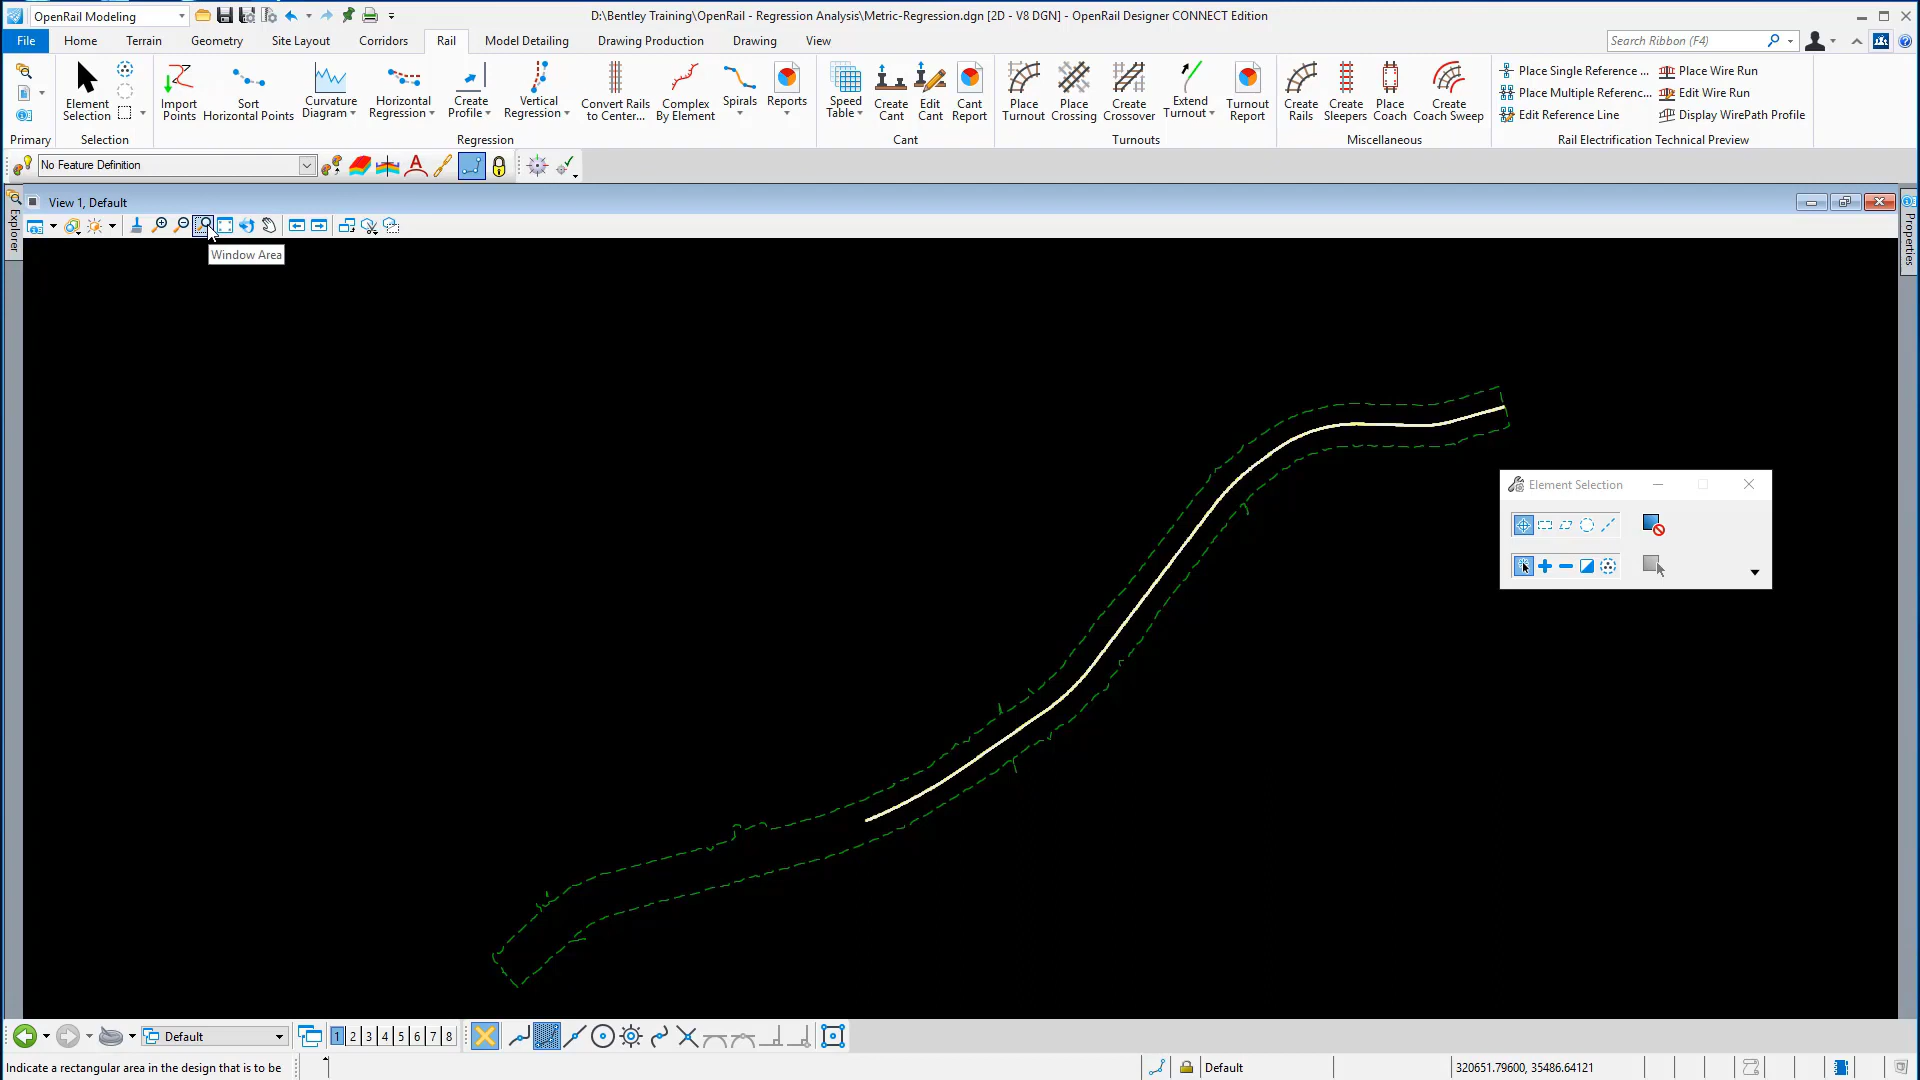 OpenRail Modeling
D:\Bentley Training\OpenRail - Regression Analysis\Metric-Regression.dgn [2D - V8 DGN] - OpenRail Designer CONNECT Edition
File Home Terrain Geometry Site Layout Corridors Rail Model Detailing Drawing Production Drawing View
Search Ribbon (F4)
Element Selection
Import Points
Sort Horizontal Points
Curvature Diagram
Horizontal Regression
Create Profile
Vertical Regression
Convert Rails to Center...
Complex By Element
Spirals
Reports
Speed Table
Create Cant
Edit Cant
Cant Report
Place Turnout
Place Crossing
Create Crossover
Extend Turnout
Turnout Report
Create Rails
Create Sleepers
Place Coach
Create Coach Sweep
Place Single Reference ...
Place Multiple Referenc...
Edit Reference Line
Place Wire Run
Edit Wire Run
Display WirePath Profile
Primary Selection Regression Cant Turnouts Miscellaneous Rail Electrification Technical Preview
No Feature Definition
View 1, Default
Explorer
Properties
Window Area
Element Selection
Default
1 2 3 4 5 6 7 8
Indicate a rectangular area in the design that is to be
Default
320651.79600, 35486.64121